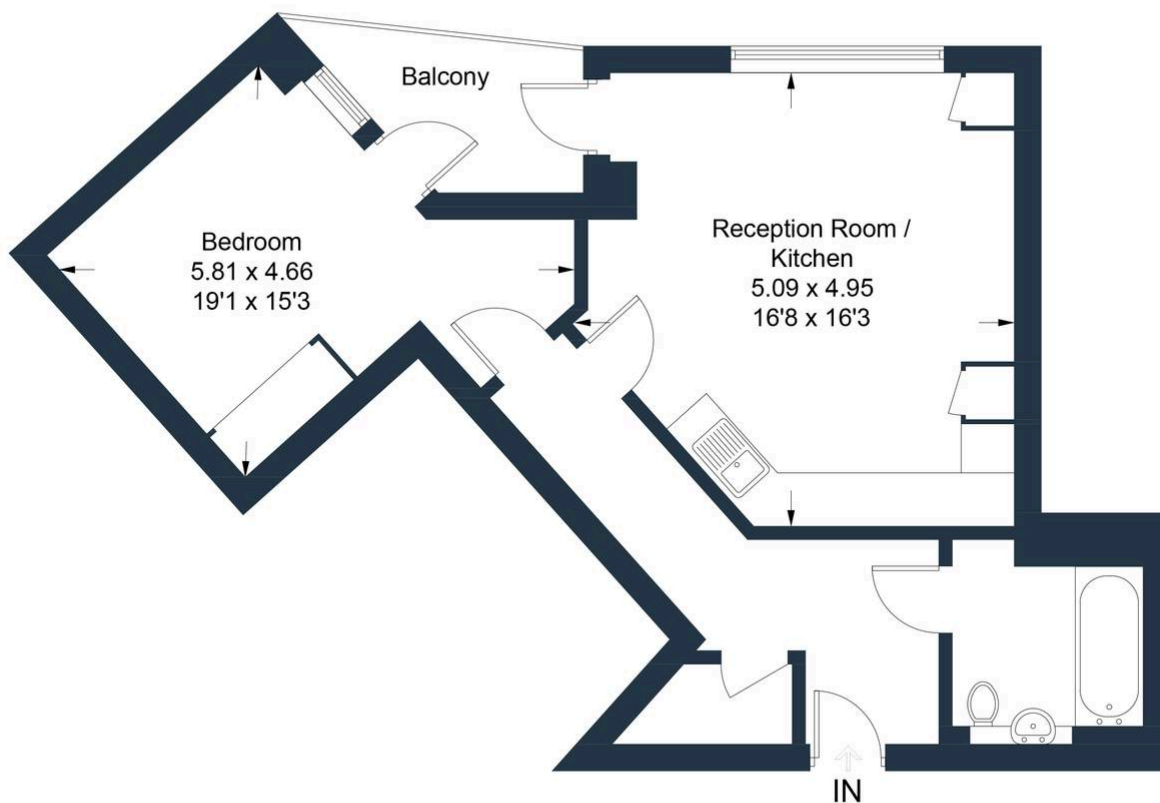 Balcony
Bedroom
5.81 x 4.66
19'1 x 15'3
Reception Room /
Kitchen
5.09 x 4.95
16'8 x 16'3
IN